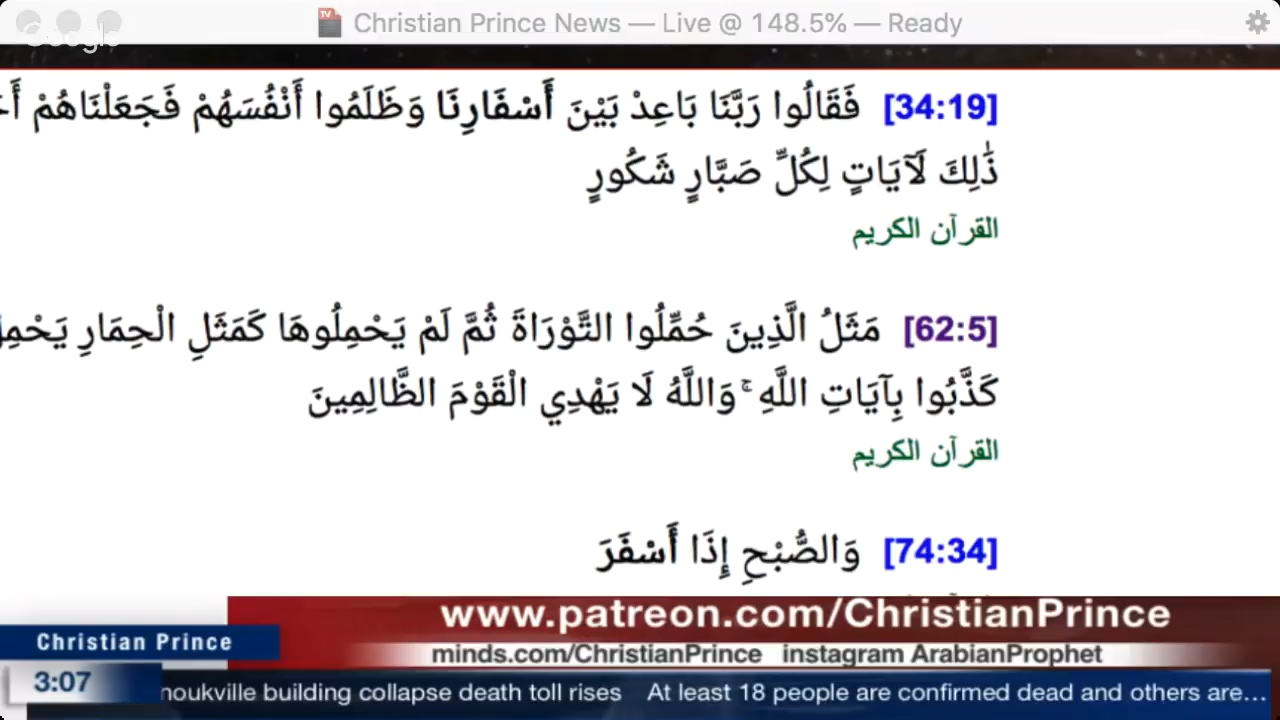 Christian Prince News — Live @ 148.5% — Ready
Google
[34:19] فَقَالُوا رَبَّنَا بَاعِدْ بَيْنَ أَسْفَارِنَا وَظَلَمُوا أَنْفُسَهُمْ فَجَعَلْنَاهُمْ
ذَٰلِكَ لَآيَاتٍ لِكُلِّ صَبَّارٍ شَكُورٍ
القرآن الكريم
[62:5] مَثَلُ الَّذِينَ حُمِّلُوا التَّوْرَاةَ ثُمَّ لَمْ يَحْمِلُوهَا كَمَثَلِ الْحِمَارِ
كَذَّبُوا بِآيَاتِ اللَّهِ ۚ وَاللَّهُ لَا يَهْدِي الْقَوْمَ الظَّالِمِينَ
القرآن الكريم
[74:34] وَالصُّبْحِ إِذَا أَسْفَرَ
www.patreon.com/ChristianPrince
Christian Prince
minds.com/ChristianPrince instagram ArabianProphet
3:07
noukville building collapse death toll rises At least 18 people are confirmed dead and others are...